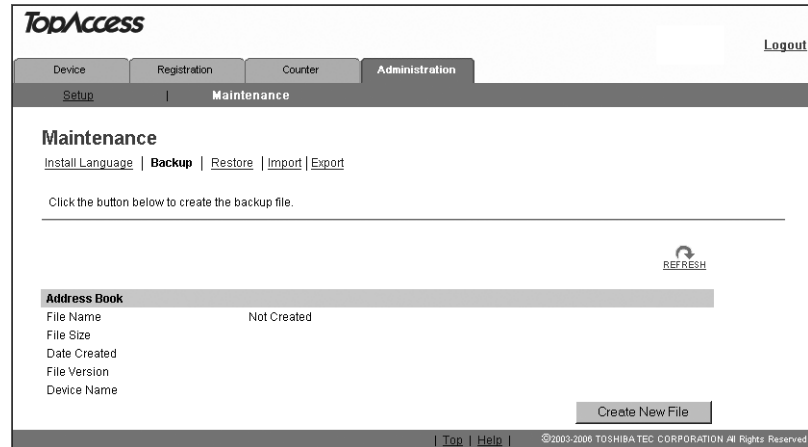 TopAccess
Logout
Device Registration Counter Administration
Setup | Maintenance
Maintenance
Install Language | Backup | Restore | Import | Export
Click the button below to create the backup file.
REFRESH
Address Book
File Name Not Created
File Size
Date Created
File Version
Device Name
Create New File
| Top | Help | ©2003-2006 TOSHIBA TEC CORPORATION All Rights Reserved